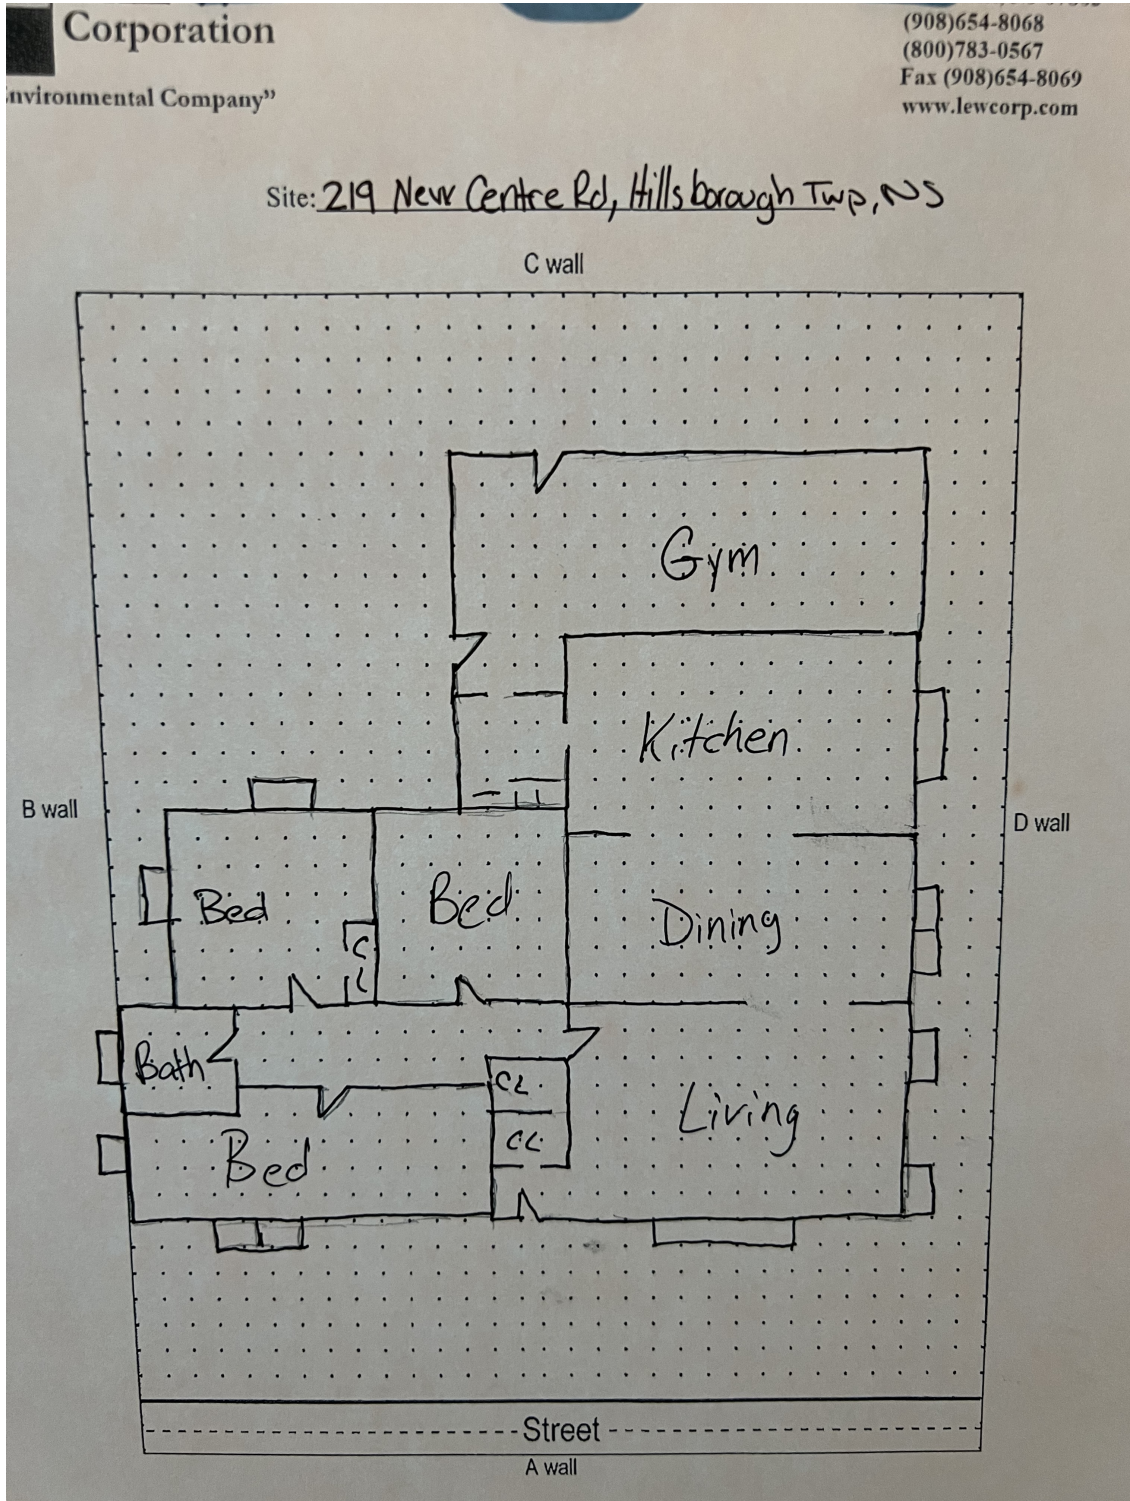 Corporation
nvironmental Company”
(908)654-8068
(800)783-0567
Fax (908)654-8069
www.lewcorp.com
Site: 219 New Centre Rd, Hillsborough Twp, NJ
C wall
Gym
Kitchen
B wall
D wall
Bed
Bed
Dining
CL
Bath
CL
Living
CL
Bed
Street
A wall